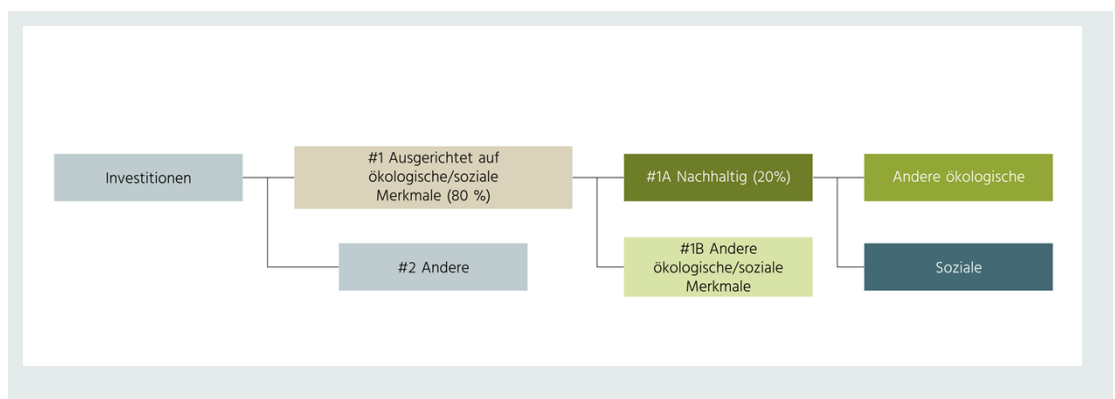 Investitionen
#1 Ausgerichtet auf
ökologische/soziale
Merkmale (80 %)
#1A Nachhaltig (20%)
Andere ökologische
#2 Andere
#1B Andere
ökologische/soziale
Merkmale
Soziale